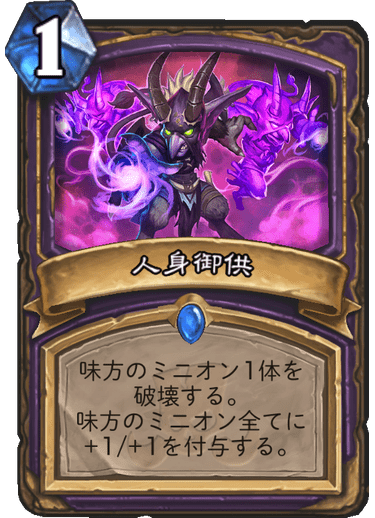 1
人身御供
味方のミニオン1体を
破壊する。
味方のミニオン全てに
+1/+1を付与する。